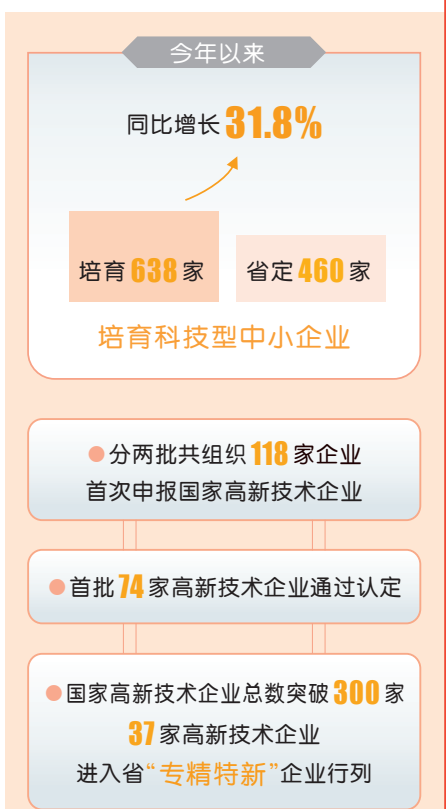 今年以来
同比增长31.8%
培育638家
省定460家
培育科技型中小企业
●分两批共组织118家企业
首次申报国家高新技术企业
●首批74家高新技术企业通过认定
●国家高新技术企业总数突破300家
37家高新技术企业
进入省“专精特新”企业行列